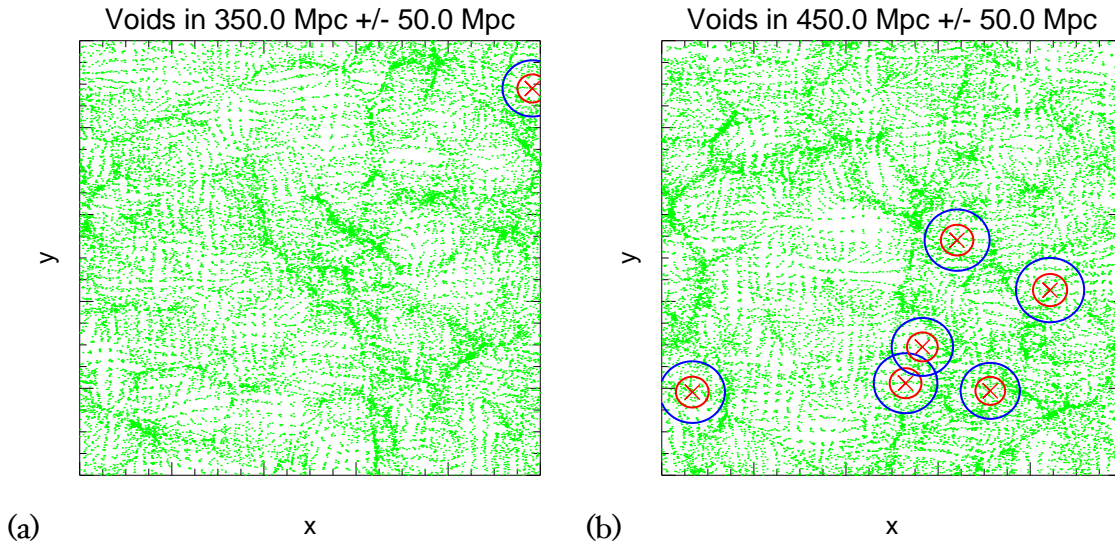 Voids in 350.0 Mpc +/- 50.0 Mpc
Voids in 450.0 Mpc +/- 50.0 Mpc
y
y
(a)
x
(b)
x